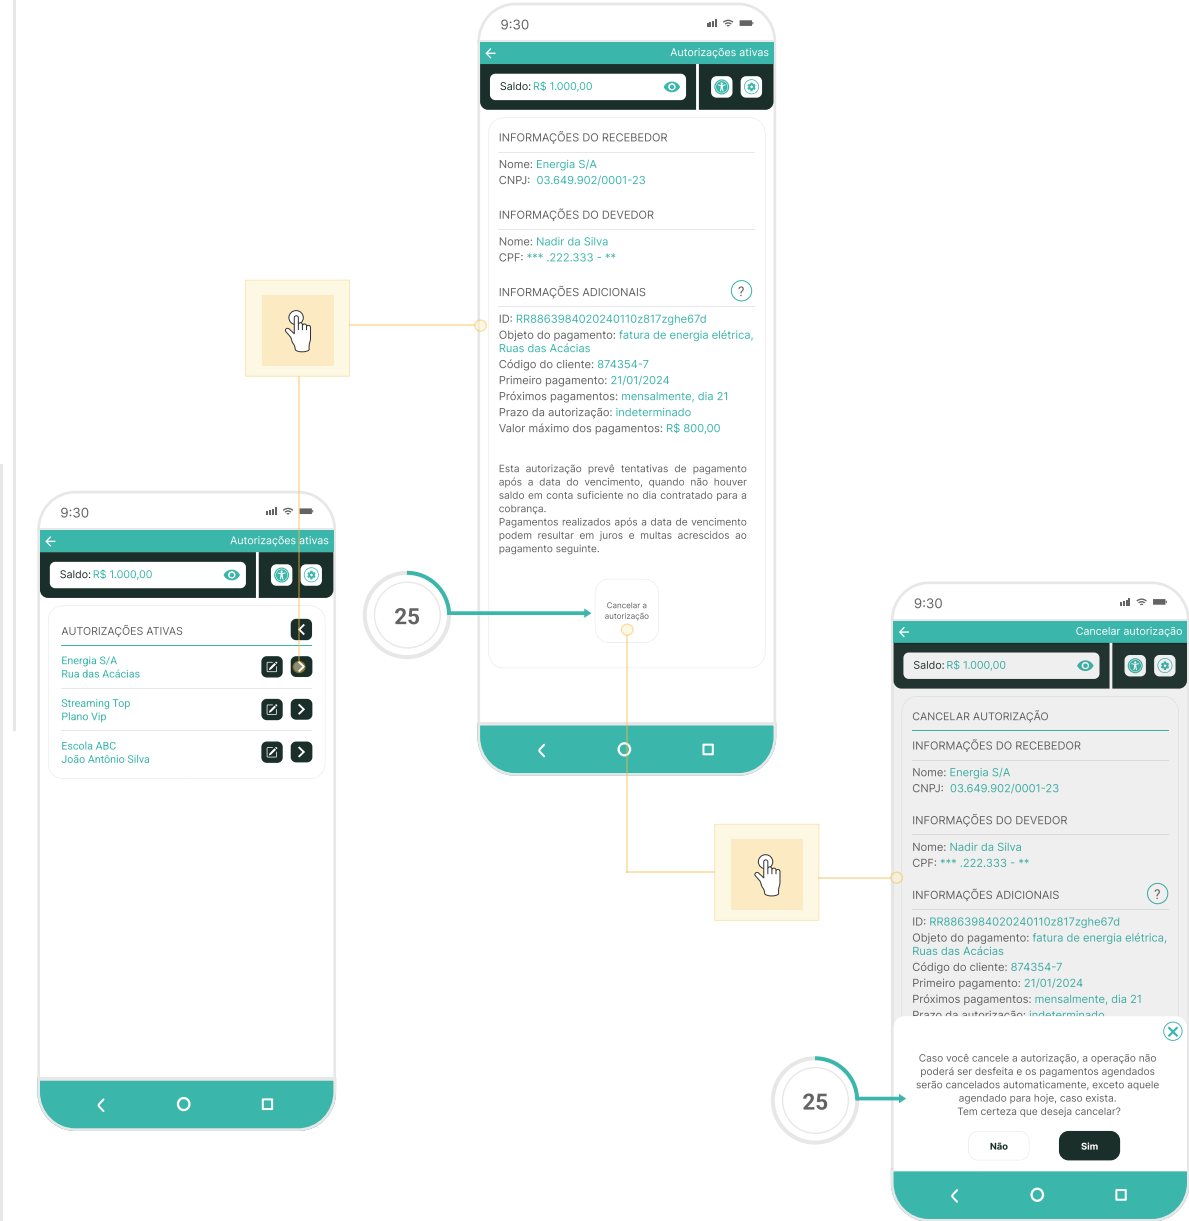 9:30
Autorizações ativas
Saldo: R$ 1.000,00
INFORMAÇÕES DO RECEBEDOR
Nome: Energia S/A
CNPJ: 03.649.902/0001-23
INFORMAÇÕES DO DEVEDOR
Nome: Nadir da Silva
CPF: *** .222.333 - **
INFORMAÇÕES ADICIONAIS ?
ID: RR8863984020240110z817zghe67d
Objeto do pagamento: fatura de energia elétrica,
Ruas das Acácias
Código do cliente: 874354-7
Primeiro pagamento: 21/01/2024
Próximos pagamentos: mensalmente, dia 21
Prazo da autorização: indeterminado
Valor máximo dos pagamentos: R$ 800,00
Esta autorização prevê tentativas de pagamento
após a data do vencimento, quando não houver
saldo em conta suficiente no dia contratado para a
cobrança.
Pagamentos realizados após a data de vencimento
podem resultar em juros e multas acrescidos ao
pagamento seguinte.
Cancelar a
autorização
25
9:30
Autorizações ativas
Saldo: R$ 1.000,00
AUTORIZAÇÕES ATIVAS
Energia S/A
Rua das Acácias
Streaming Top
Plano Vip
Escola ABC
João Antônio Silva
9:30
Cancelar autorização
Saldo: R$ 1.000,00
CANCELAR AUTORIZAÇÃO
INFORMAÇÕES DO RECEBEDOR
Nome: Energia S/A
CNPJ: 03.649.902/0001-23
INFORMAÇÕES DO DEVEDOR
Nome: Nadir da Silva
CPF: *** .222.333 - **
INFORMAÇÕES ADICIONAIS ?
ID: RR8863984020240110z817zghe67d
Objeto do pagamento: fatura de energia elétrica,
Ruas das Acácias
Código do cliente: 874354-7
Primeiro pagamento: 21/01/2024
Próximos pagamentos: mensalmente, dia 21
Prazo da autorização: indeterminado
25
Caso você cancele a autorização, a operação não
poderá ser desfeita e os pagamentos agendados
serão cancelados automaticamente, exceto aquele
agendado para hoje, caso exista.
Tem certeza que deseja cancelar?
Não
Sim